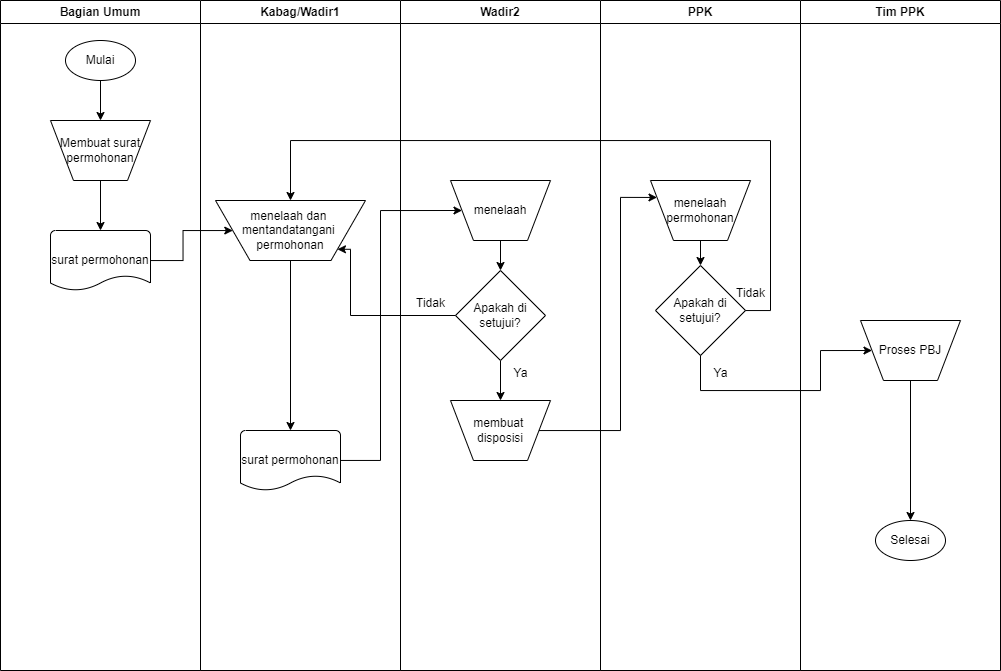 Bagian Umum
Kabag/Wadir1
Wadir2
PPK
Tim PPK
Mulai
Membuat surat
permohonan
surat permohonan
menelaah dan
mentandatangani
permohonan
surat permohonan
menelaah
Apakah di
setujui?
Tidak
Ya
membuat
disposisi
menelaah
permohonan
Apakah di
setujui?
Tidak
Ya
Proses PBJ
Selesai